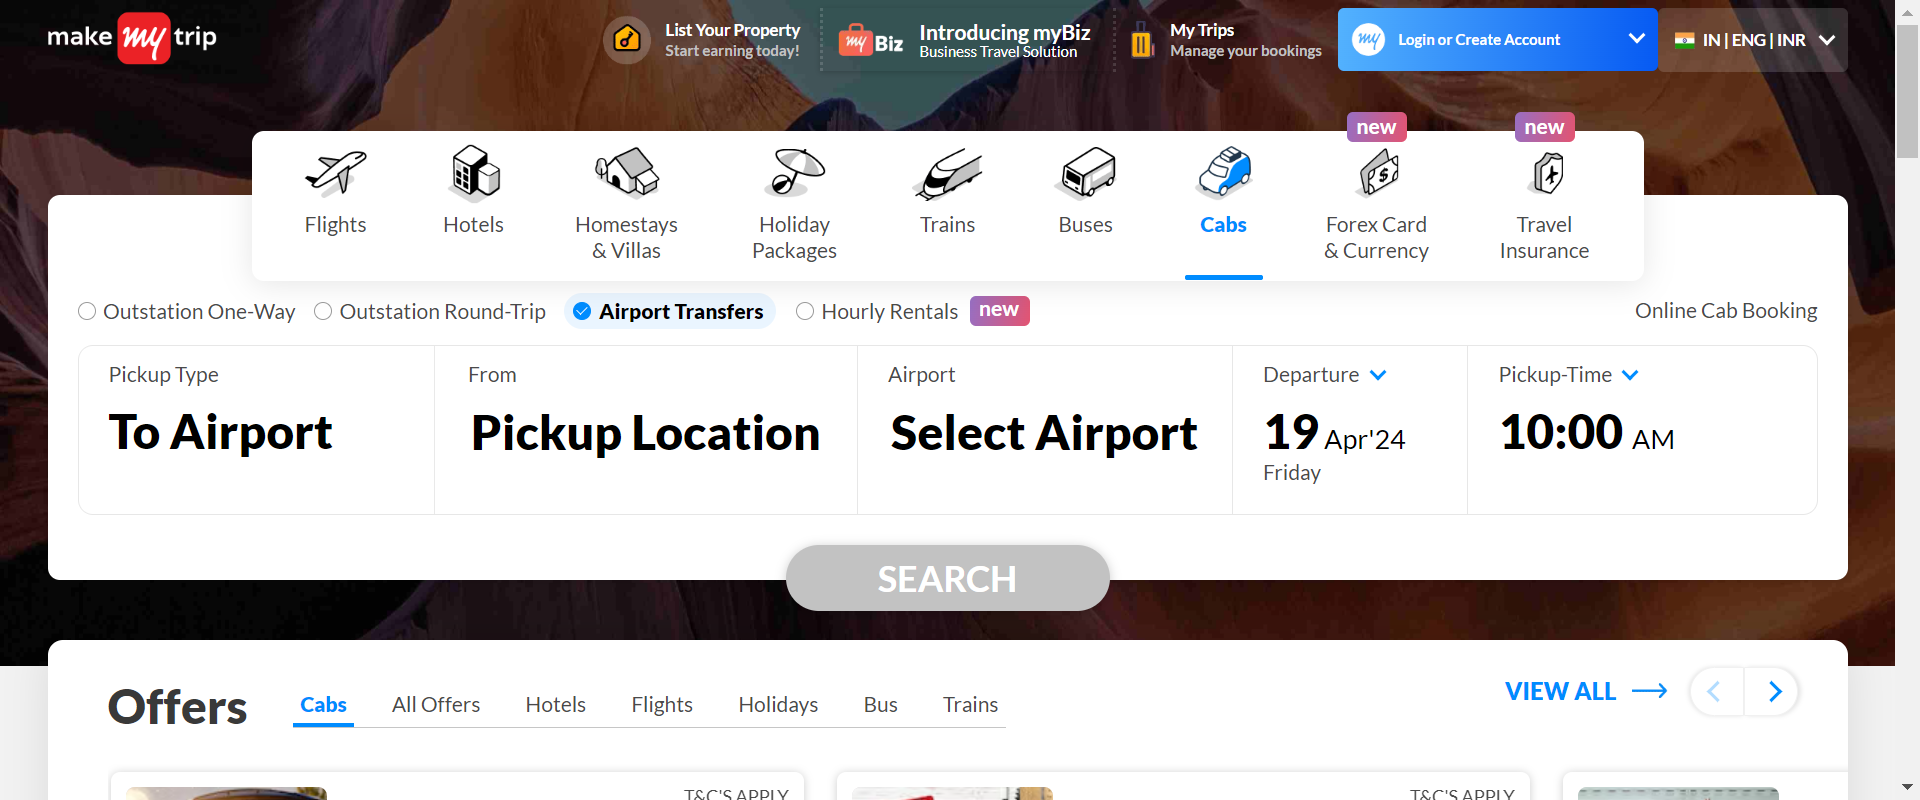 make my trip
List Your Property
Start earning today!
my Biz
Introducing myBiz
Business Travel Solution
My Trips
Manage your bookings
my
Login or Create Account
IN | ENG | INR
new
new
Flights
Hotels
Homestays
& Villas
Holiday
Packages
Trains
Buses
Cabs
Forex Card
& Currency
Travel
Insurance
Outstation One-Way
Outstation Round-Trip
Airport Transfers
Hourly Rentals
new
Online Cab Booking
Pickup Type
To Airport
From
Pickup Location
Airport
Select Airport
Departure
19 Apr'24
Friday
Pickup-Time
10:00 AM
SEARCH
Offers
Cabs
All Offers
Hotels
Flights
Holidays
Bus
Trains
VIEW ALL
T&C'S APPLY
T&C'S APPLY